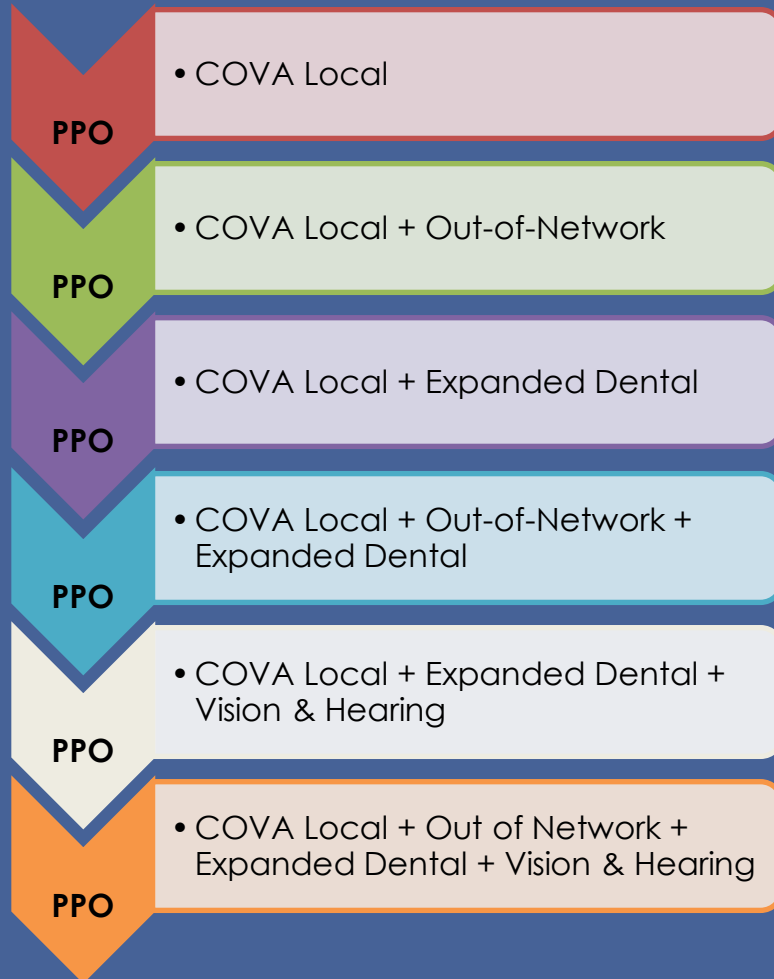 PPO
• COVA Local
PPO
• COVA Local + Out-of-Network
PPO
• COVA Local + Expanded Dental
PPO
• COVA Local + Out-of-Network +
Expanded Dental
PPO
• COVA Local + Expanded Dental +
Vision & Hearing
PPO
• COVA Local + Out of Network +
Expanded Dental + Vision & Hearing